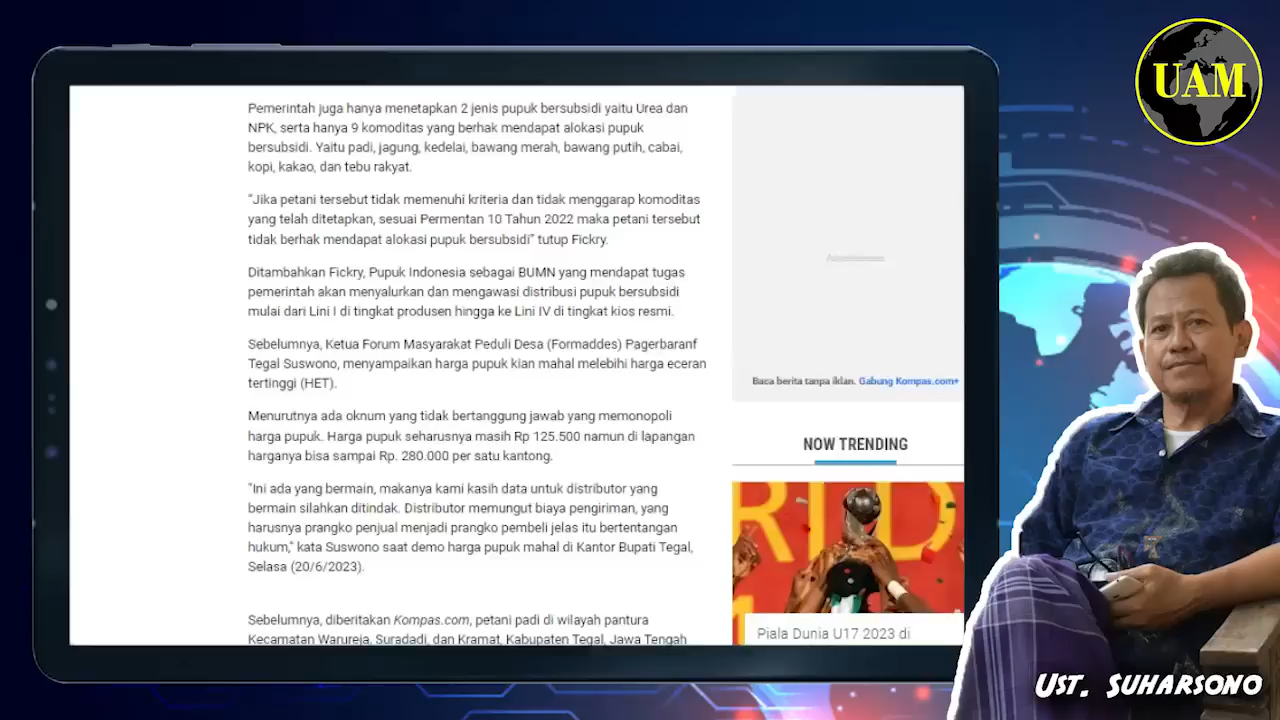 Pemerintah juga hanya menetapkan 2 jenis pupuk bersubsidi yaitu Urea dan
NPK, serta hanya 9 komoditas yang berhak mendapat alokasi pupuk
bersubsidi. Yaitu padi, jagung, kedelai, bawang merah, bawang putih, cabai,
kopi, kakao, dan tebu rakyat.
"Jika petani tersebut tidak memenuhi kriteria dan tidak menggarap komoditas
yang telah ditetapkan, sesuai Permentan 10 Tahun 2022 maka petani tersebut
tidak berhak mendapat alokasi pupuk bersubsidi" tutup Fickry.
Ditambahkan Fickry, Pupuk Indonesia sebagai BUMN yang mendapat tugas
pemerintah akan menyalurkan dan mengawasi distribusi pupuk bersubsidi
mulai dari Lini I di tingkat produsen hingga ke Lini IV di tingkat kios resmi.
Sebelumnya, Ketua Forum Masyarakat Peduli Desa (Formaddes) Pagerbaranf
Tegal Suswono, menyampaikan harga pupuk kian mahal melebihi harga eceran
tertinggi (HET).
Menurutnya ada oknum yang tidak bertanggung jawab yang memonopoli
harga pupuk. Harga pupuk seharusnya masih Rp 125.500 namun di lapangan
harganya bisa sampai Rp. 280.000 per satu kantong.
"Ini ada yang bermain, makanya kami kasih data untuk distributor yang
bermain silahkan ditindak. Distributor memungut biaya pengiriman, yang
harusnya prangko penjual menjadi prangko pembeli jelas itu bertentangan
hukum," kata Suswono saat demo harga pupuk mahal di Kantor Bupati Tegal,
Selasa (20/6/2023).
Sebelumnya, diberitakan Kompas.com, petani padi di wilayah pantura
Kecamatan Warureja, Suradadi, dan Kramat, Kabupaten Tegal, Jawa Tengah
Advertisement
Baca berita tanpa iklan. Gabung Kompas.com+
NOW TRENDING
Piala Dunia U17 2023 di
UAM
UST. SUHARSONO